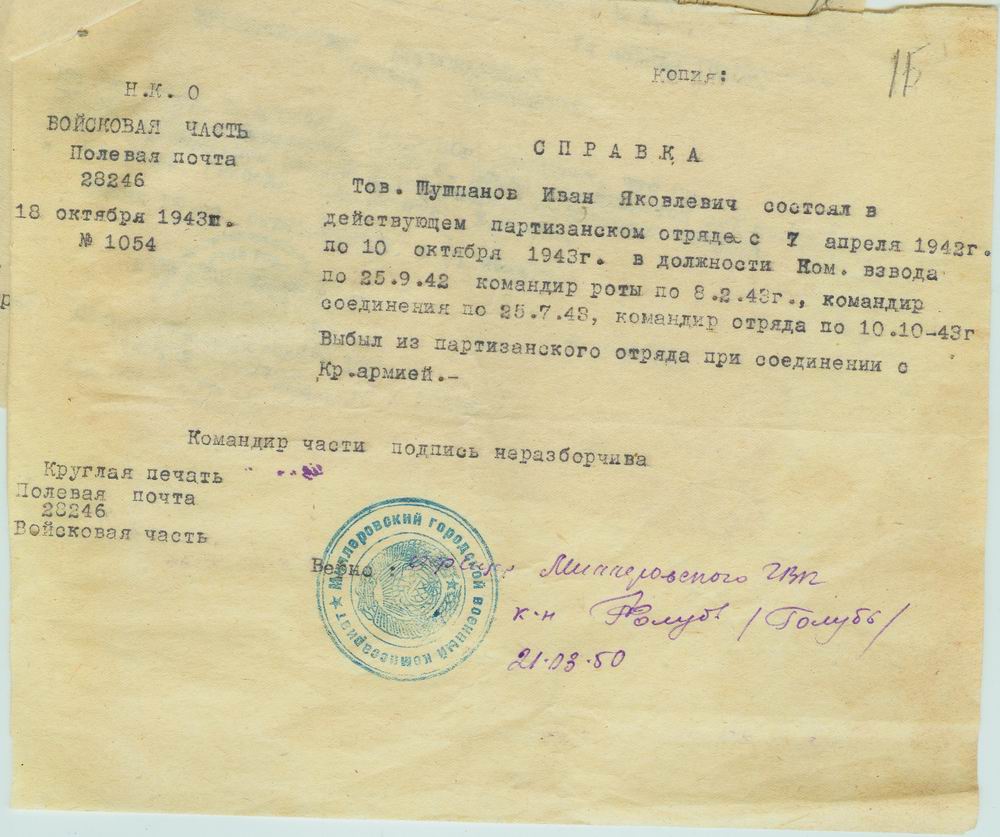 Копия:
15
Н.К. О
ВОЙСКОВАЯ ЧАСТЬ
Полевая почта
28246
18 октября 1943г.
№ 1054
СПРАВКА
Тов. Шушпанов Иван Яковлевич состоял в
действующем партизанском отряде с 7 апреля 1942г.
по 10 октября 1943г. в должности Ком. взвода
по 25.9.42 командир роты по 8.2.43г., командир
соединения по 25.7.43, командир отряда по 10.10-43г
Выбыл из партизанского отряда при соединении с
Кр.армией.-
Командир части подпись неразборчива
Круглая печать
Полевая почта
28246
Войсковая часть
Верно
Миллеровского ГВК
к-н Голубь /Голубь/
21.03.50
Миллеровский городской военный комиссариат